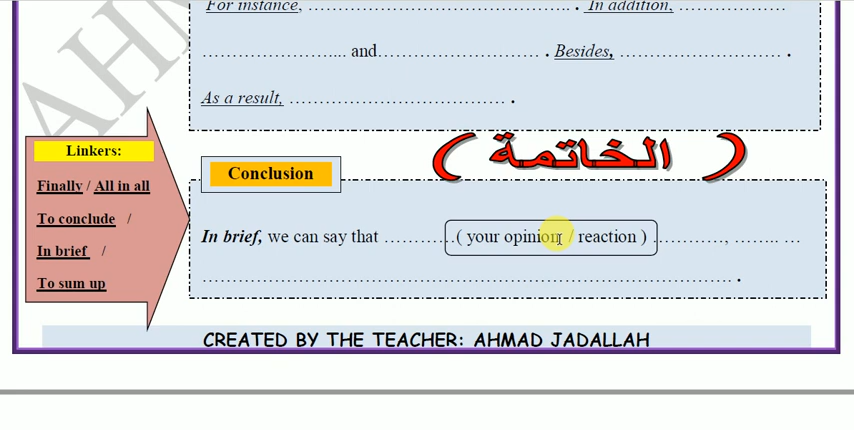 For instance, ………………………………………. . In addition, …………………
…………………………. and…………………………… . Besides, ……………………………. .
As a result, ………………………………… .
( الخاتمة )
Linkers:
Finally / All in all
To conclude /
In brief /
To sum up
Conclusion
In brief, we can say that …………( your opinion / reaction )…………, …….. …
……………………………………………………………………………… .
CREATED BY THE TEACHER: AHMAD JADALLAH